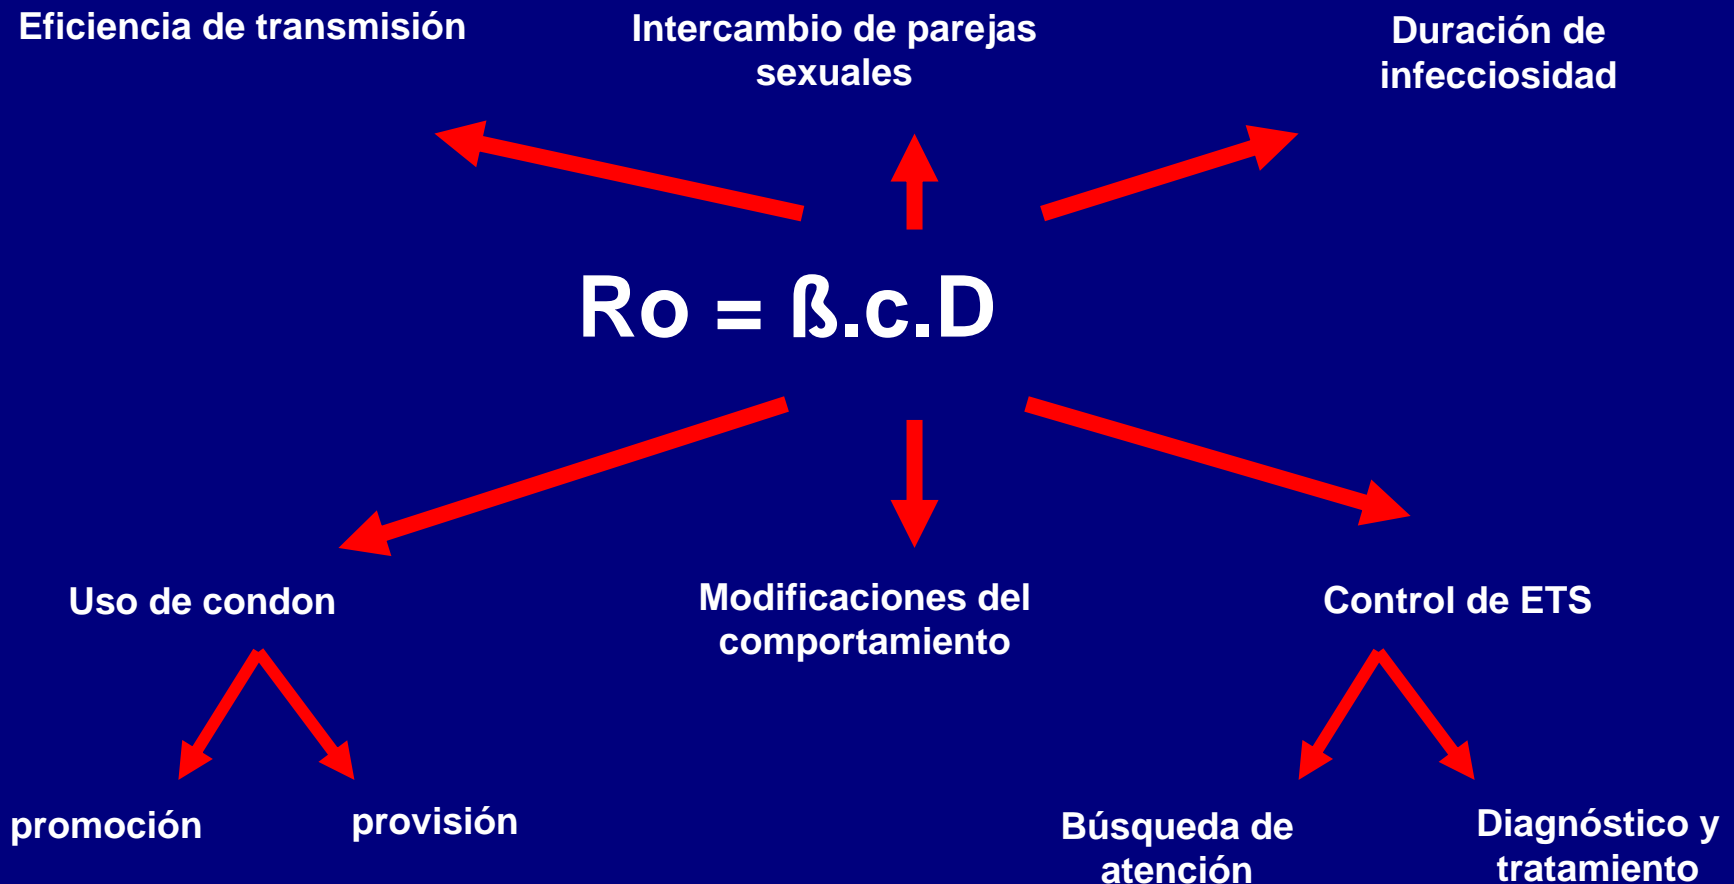 Eficiencia de transmisión
Intercambio de parejas
sexuales
Duración de
infecciosidad
Ro = ß.c.D
Uso de condon
Modificaciones del
comportamiento
Control de ETS
promoción
provisión
Búsqueda de
atención
Diagnóstico y
tratamiento